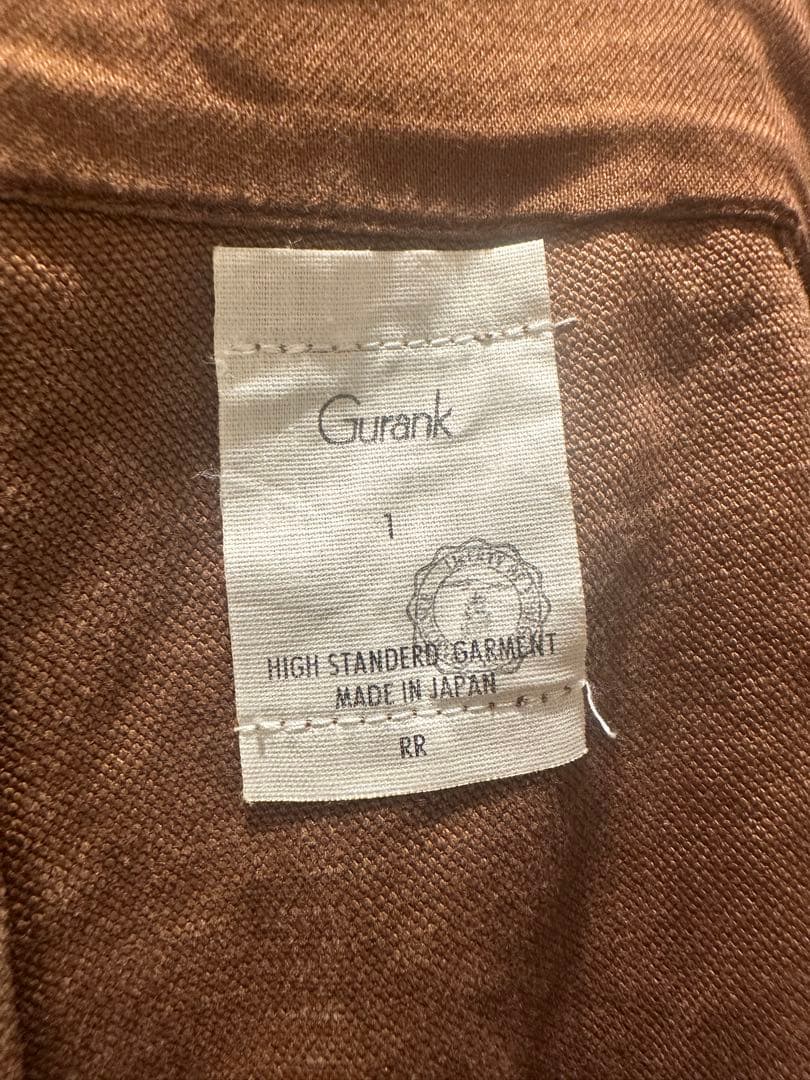 Gurank
1
HIGH STANDERD GARMENT
MADE IN JAPAN
RR